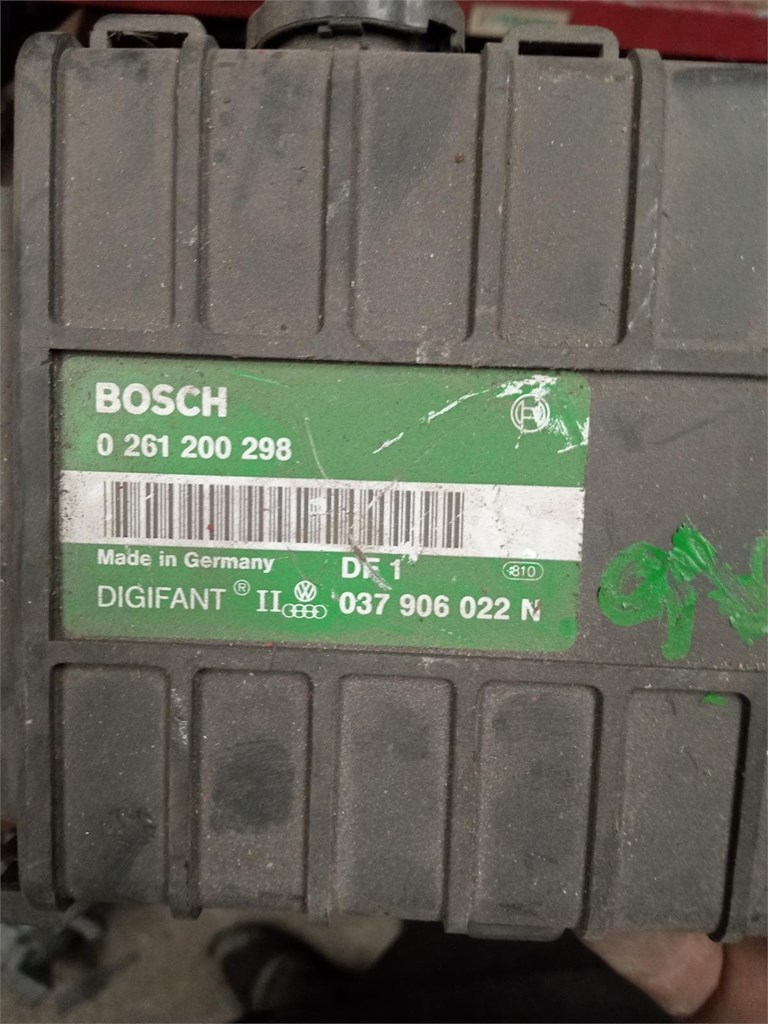 BOSCH
0 261 200 298
Made in Germany DF 1 810
DIGIFANT ® II 037 906 022 N